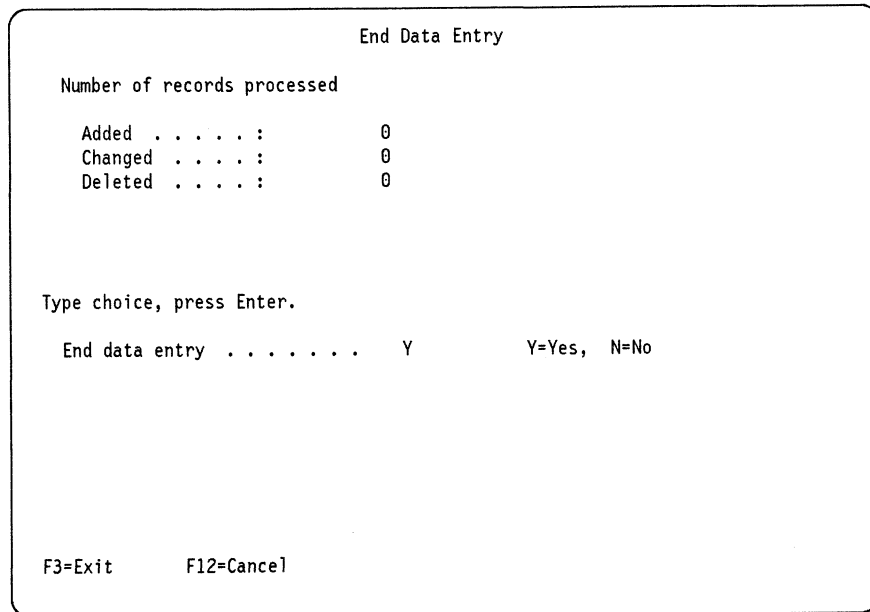 End Data Entry
Number of records processed
Added . . . . . : 0
Changed . . . . : 0
Deleted . . . . : 0
Type choice, press Enter.
End data entry . . . . . . . Y Y=Yes, N=No
F3=Exit F12=Cancel